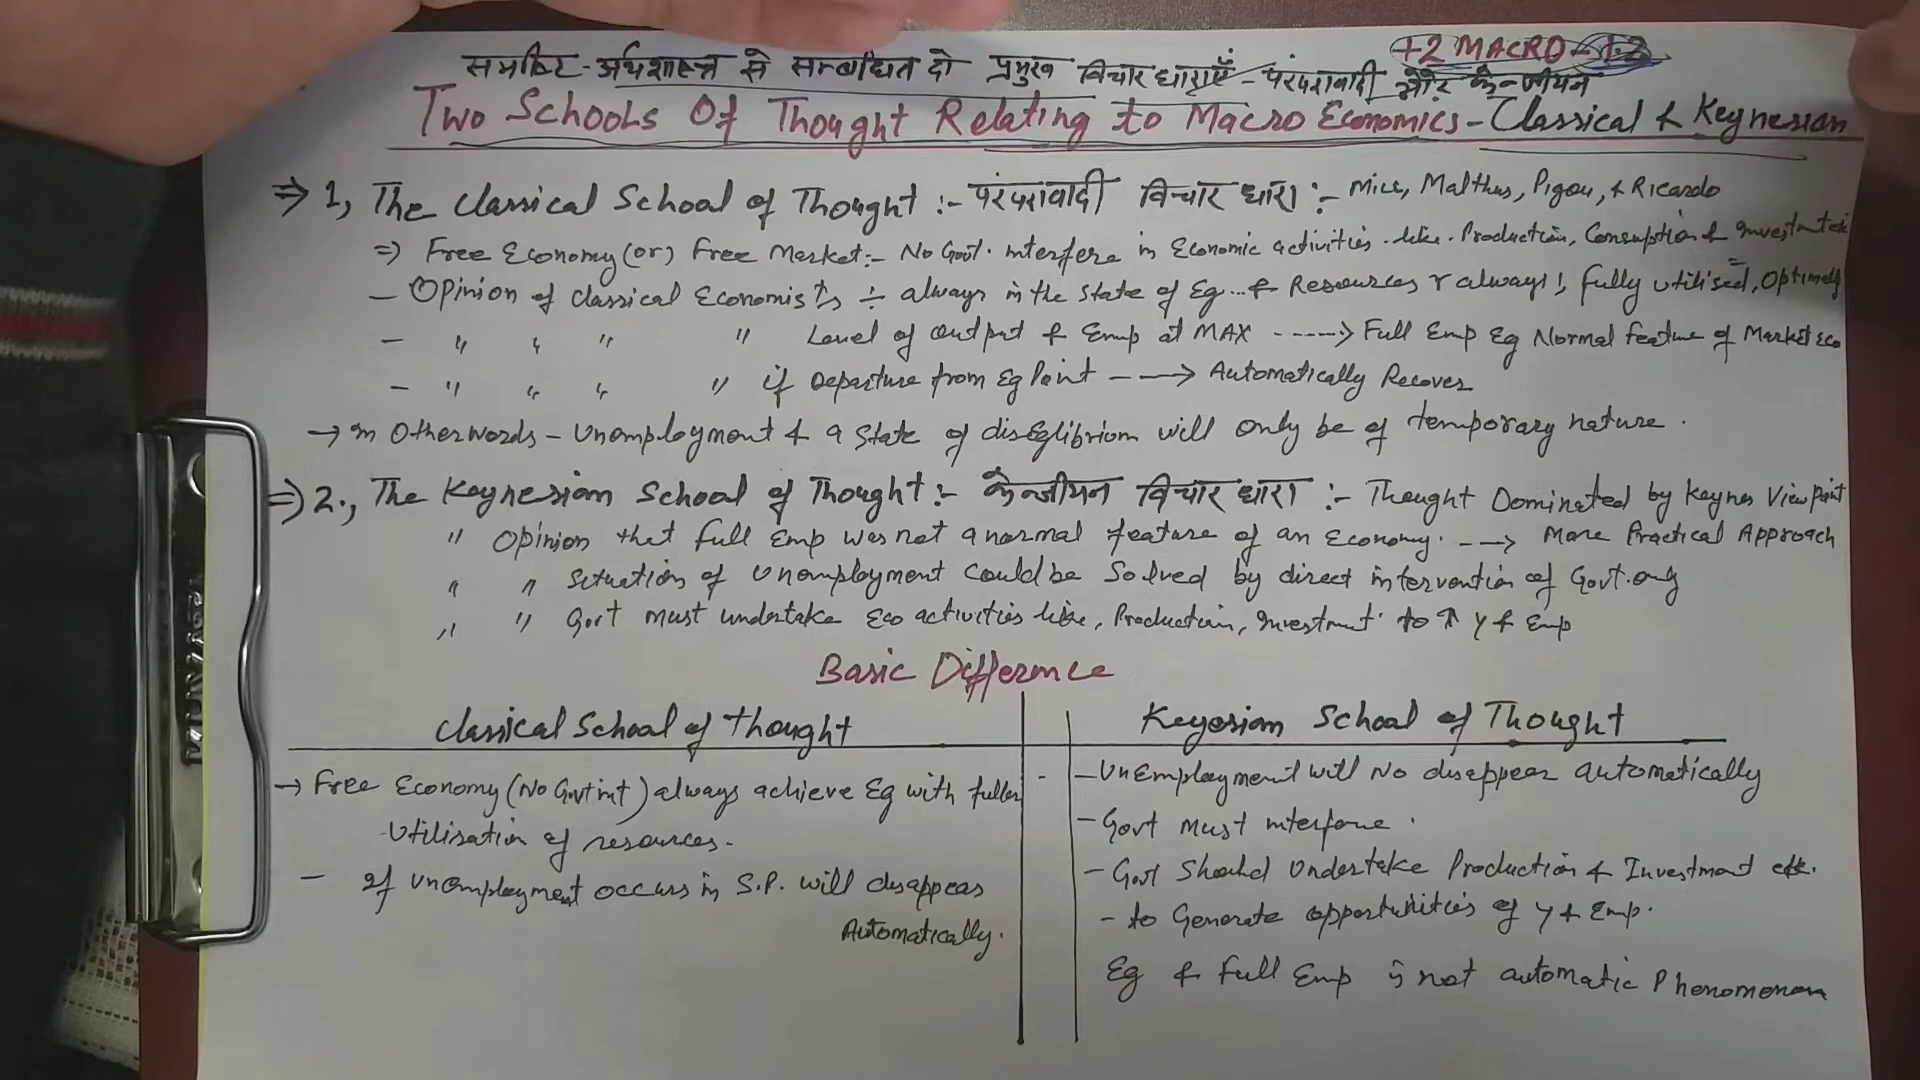 +2 MACRO - 1.2
समष्टि-अर्थशास्त्र से सम्बंधित दो प्रमुख विचार धाराएँ - परंपरावादी और केन्जीयन
Two Schools Of Thought Relating to Macro Economics - Classical & Keynesian
⇒ 1, The Classical School of Thought :- परंपरावादी विचार धारा :- Mill, Malthus, Pigou, & Ricardo
⇒ Free Economy (or) Free Market :- No Govt. interfere in Economic activities. like. Production, Consuption & Investment
- Opinion of classical Economists ÷ always in the state of Eq... & Resources r always fully utilised, Optimally
- " " " " Level of output & Emp at MAX -----> Full Emp Eq Normal feature of Market Eco
- " " " " if Departure from Eq Point ---> Automatically Recover
→ In Other words - Unemployment & a State of diseqlibrium will only be of temporary nature.
⇒ 2., The Keynesian School of Thought :- केन्जीयन विचार धारा :- Thought Dominated by Keynes View Point
" Opinion that full Emp was not a normal feature of an Economy. ---> More Practical Approach
" " Situation of Unemployment could be Solved by direct intervention of Govt. only
" " Govt must undertake Eco activities like, Production, Investment to ↑ Y & Emp
Basic Difference
Classical School of thought
→ Free Economy (No Govt int) always achieve Eq with fuller
Utilisation of resources.
- If unemployment occurs in S.P. will disappear
Automatically.
Keyesian School of Thought
- UnEmployment will No disappear automatically
- Govt Must interfere.
- Govt Should Undertake Production & Investment etc.
- to Generate opportunities of Y & Emp.
Eq & full Emp is not automatic Phenomenon